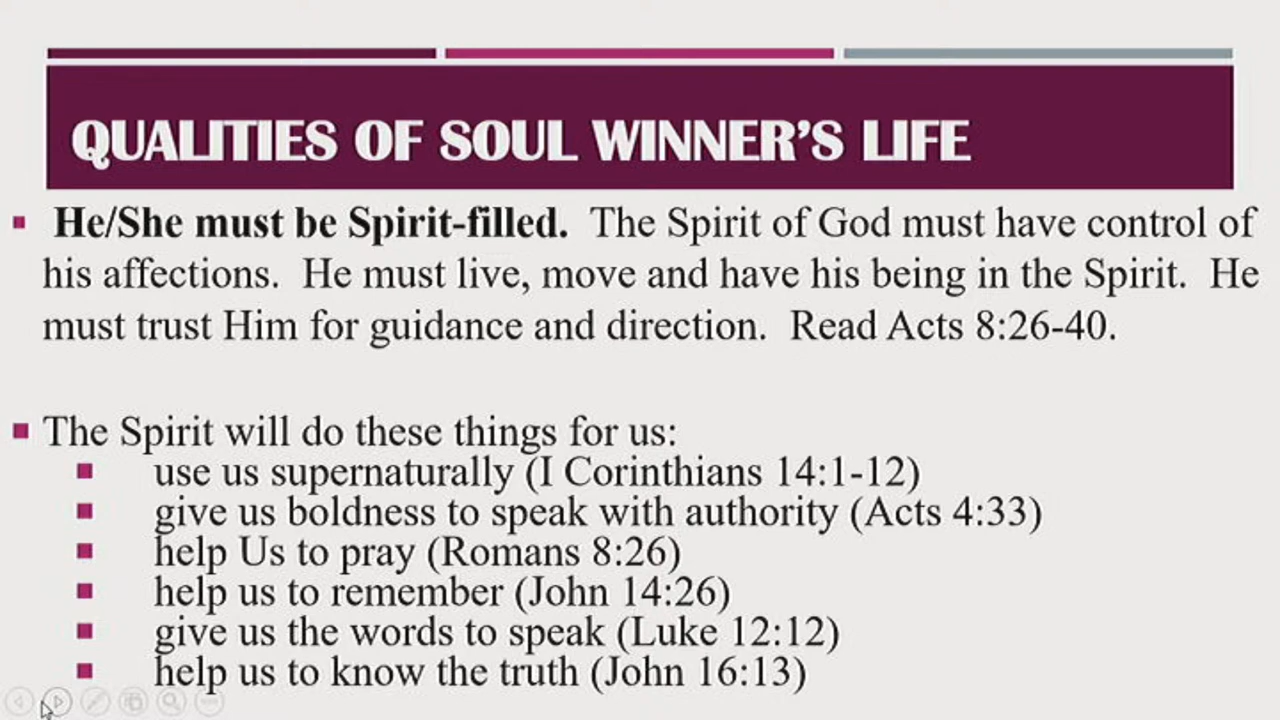 QUALITIES OF SOUL WINNER'S LIFE
He/She must be Spirit-filled. The Spirit of God must have control of
his affections. He must live, move and have his being in the Spirit. He
must trust Him for guidance and direction. Read Acts 8:26-40.
The Spirit will do these things for us:
use us supernaturally (I Corinthians 14:1-12)
give us boldness to speak with authority (Acts 4:33)
help Us to pray (Romans 8:26)
help us to remember (John 14:26)
give us the words to speak (Luke 12:12)
help us to know the truth (John 16:13)